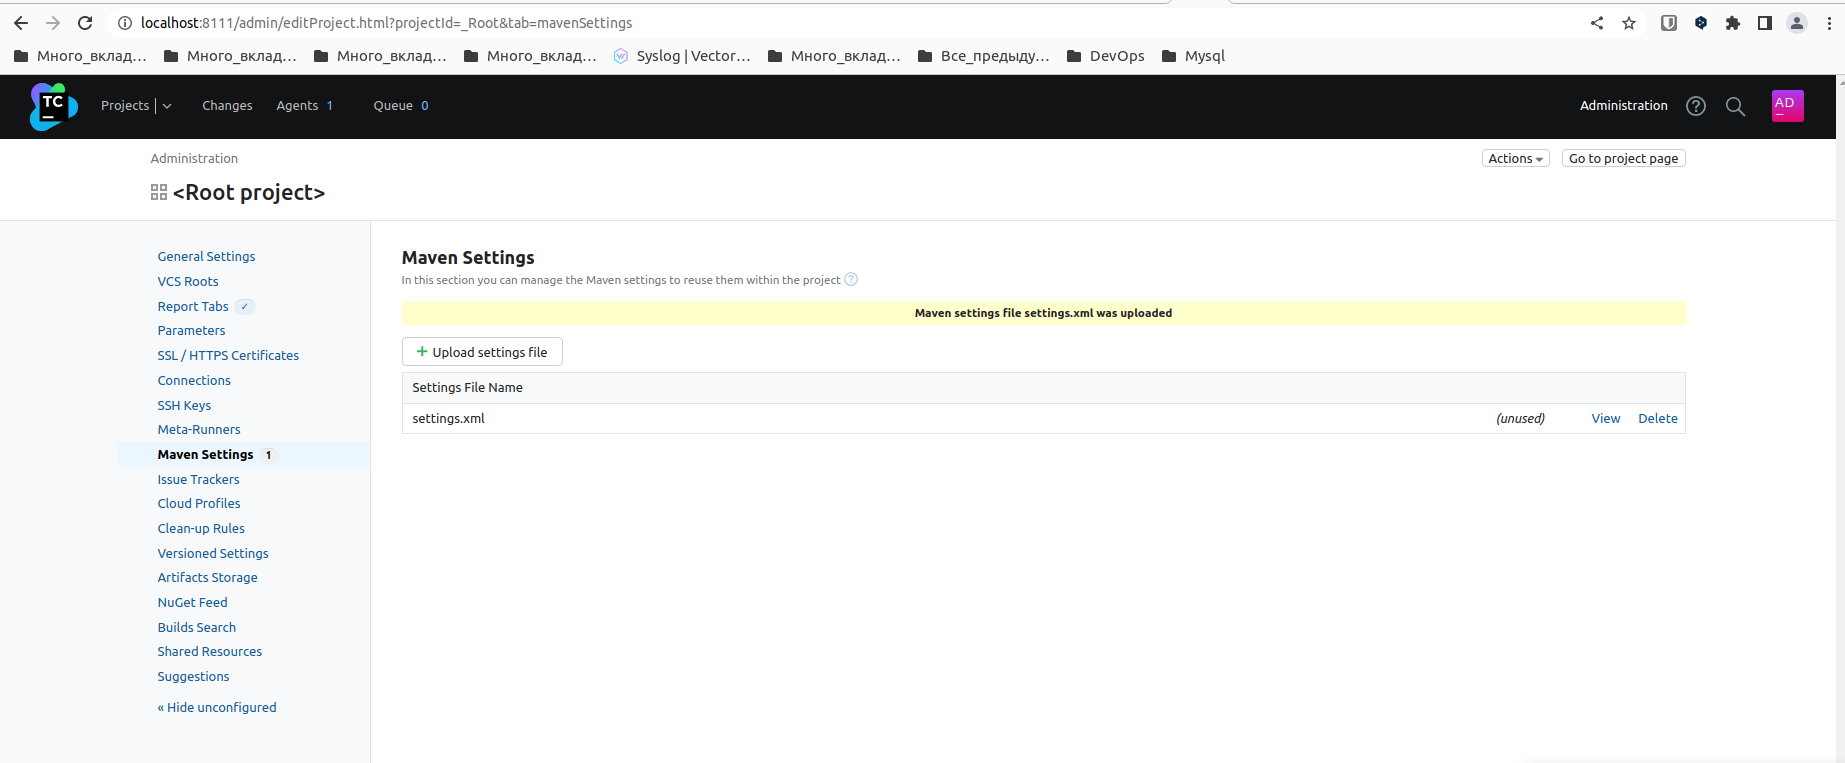 localhost:8111/admin/editProject.html?projectId=_Root&tab=mavenSettings
Много_вклад... Много_вклад... Много_вклад... Много_вклад... Syslog | Vector... Много_вклад... Все_предыду... DevOps Mysql
TC Projects Changes Agents 1 Queue 0 Administration AD
Administration Actions Go to project page
<Root project>
General Settings
VCS Roots
Report Tabs
Parameters
SSL / HTTPS Certificates
Connections
SSH Keys
Meta-Runners
Maven Settings 1
Issue Trackers
Cloud Profiles
Clean-up Rules
Versioned Settings
Artifacts Storage
NuGet Feed
Builds Search
Shared Resources
Suggestions
« Hide unconfigured
Maven Settings
In this section you can manage the Maven settings to reuse them within the project
Maven settings file settings.xml was uploaded
+ Upload settings file
Settings File Name
settings.xml (unused) View Delete